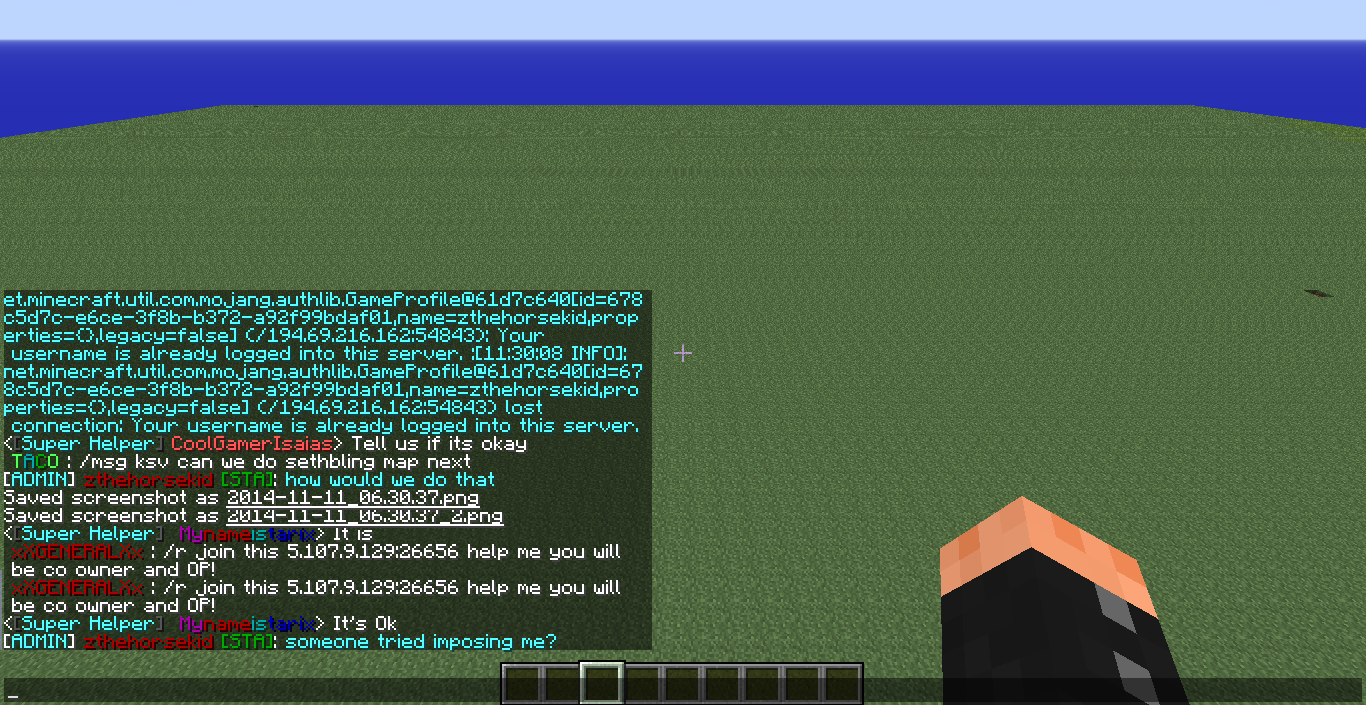 et.minecraft.util.com.mojang.authlib.GameProfile@61d7c640[id=678
c5d7c-e6ce-3f8b-b372-a92f99bdaf01,name=zthehorsekid,prop
erties={},legacy=false] (/194.69.216.162:54843): Your
username is already logged into this server. :[11:30:08 INFO]:
net.minecraft.util.com.mojang.authlib.GameProfile@61d7c640[id=67
8c5d7c-e6ce-3f8b-b372-a92f99bdaf01,name=zthehorsekid,pro
perties={},legacy=false] (/194.69.216.162:54843) lost
connection: Your username is already logged into this server.
<[Super Helper] CoolGamerIsaias> Tell us if its okay
TACO : /msg ksv can we do sethbling map next
[ADMIN] zthehorsekid [STA]: how would we do that
Saved screenshot as 2014-11-11_06.30.37.png
Saved screenshot as 2014-11-11_06.30.37_2.png
<[Super Helper] Mynameistarix> It is
xXGENERALXx : /r join this 5.107.9.129:26656 help me you will
be co owner and OP!
xXGENERALXx : /r join this 5.107.9.129:26656 help me you will
be co owner and OP!
<[Super Helper] Mynameistarix> It's Ok
[ADMIN] zthehorsekid [STA]: someone tried imposing me?
_